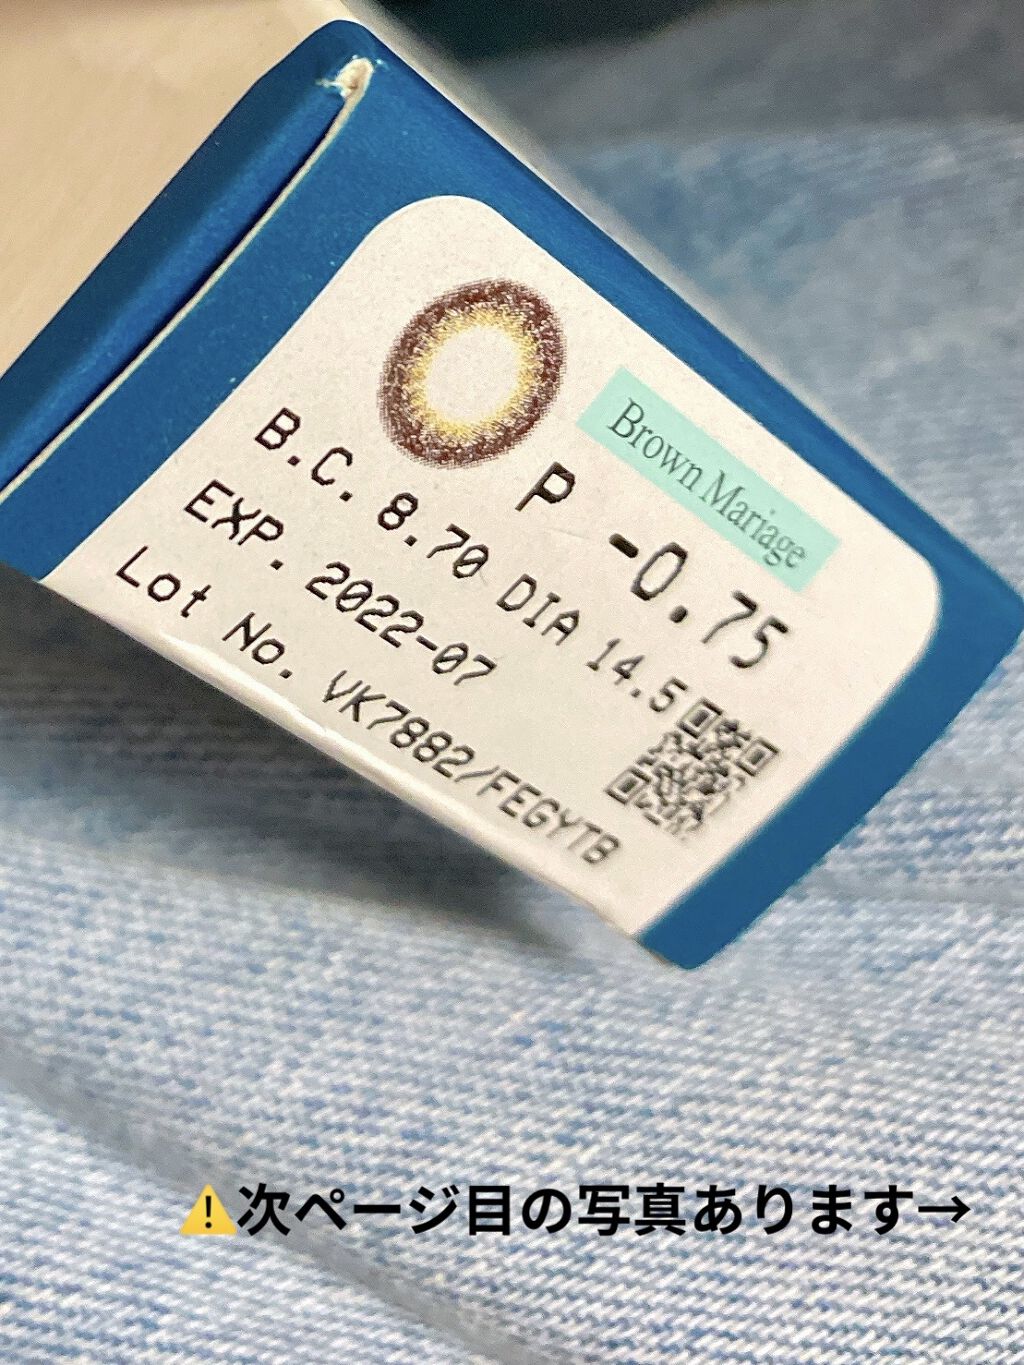 Brown Mariage
P -0.75
B.C. 8.70 DIA 14.5
EXP. 2022-07
Lot No. VK7882/FEGYTB
⚠️次ページ目の写真あります→